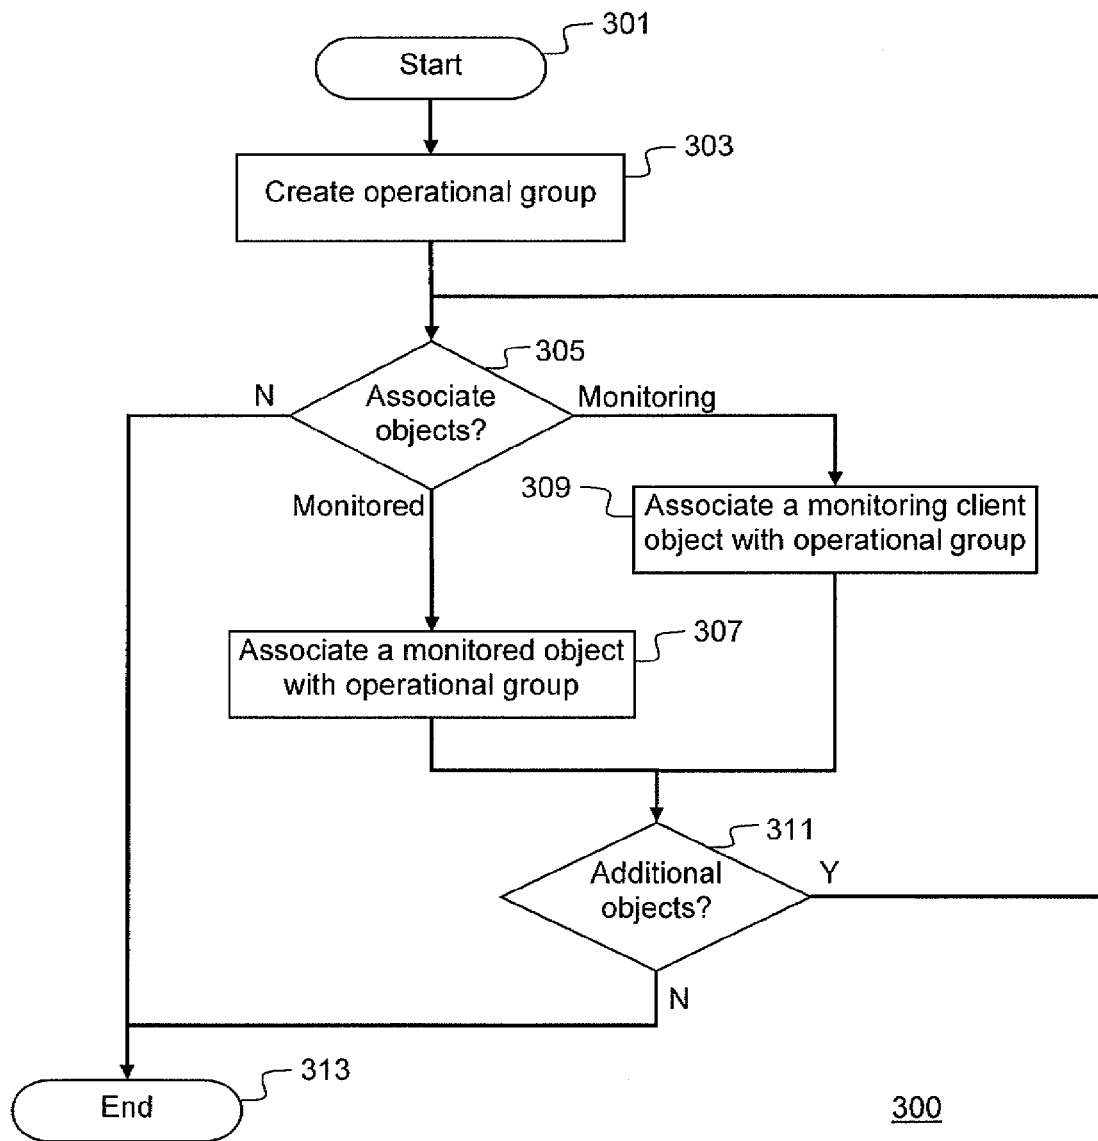 301
Start
303
Create operational group
305
N
Associate
objects?
Monitoring
Monitored
309
Associate a monitoring client
object with operational group
307
Associate a monitored object
with operational group
311
Additional
objects?
Y
N
313
End
300